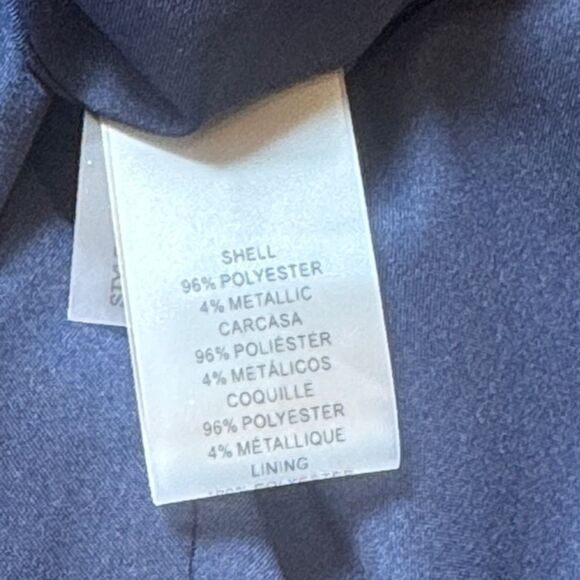 SHELL
96% POLYESTER
4% METALLIC
CARCASA
96% POLIÉSTER
4% METÁLICOS
COQUILLE
96% POLYESTER
4% MÉTALLIQUE
LINING